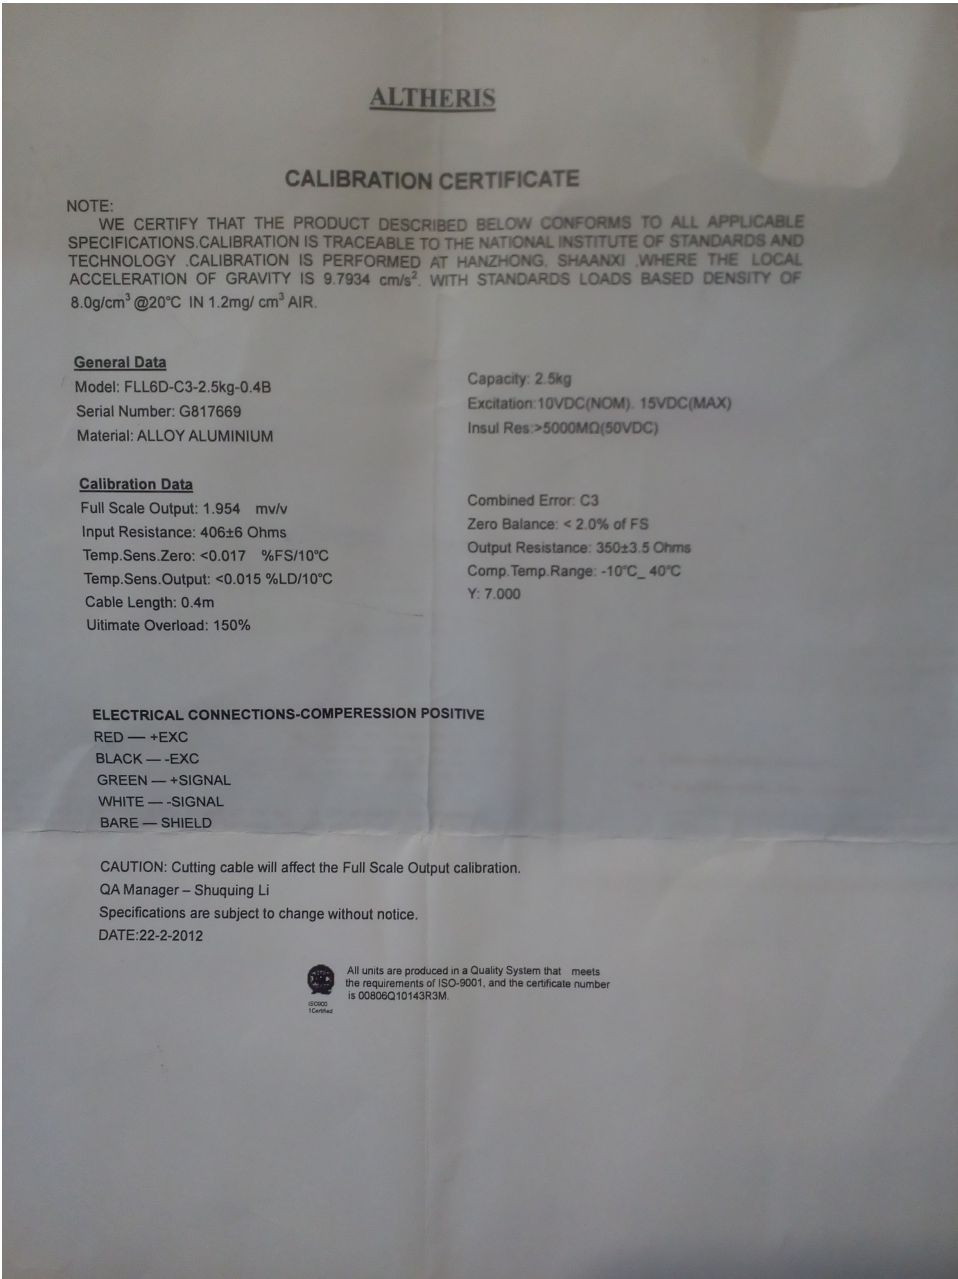 ALTHERIS
CALIBRATION CERTIFICATE
NOTE:
WE CERTIFY THAT THE PRODUCT DESCRIBED BELOW CONFORMS TO ALL APPLICABLE
SPECIFICATIONS.CALIBRATION IS TRACEABLE TO THE NATIONAL INSTITUTE OF STANDARDS AND
TECHNOLOGY .CALIBRATION IS PERFORMED AT HANZHONG, SHAANXI ,WHERE THE LOCAL
ACCELERATION OF GRAVITY IS 9.7934 cm/s², WITH STANDARDS LOADS BASED DENSITY OF
8.0g/cm³ @20°C IN 1.2mg/ cm³ AIR.
General Data
Model: FLL6D-C3-2.5kg-0.4B
Serial Number: G817669
Material: ALLOY ALUMINIUM
Capacity: 2.5kg
Excitation:10VDC(NOM). 15VDC(MAX)
Insul Res:>5000MΩ(50VDC)
Calibration Data
Full Scale Output: 1.954 mv/v
Input Resistance: 406±6 Ohms
Temp.Sens.Zero: <0.017 %FS/10°C
Temp.Sens.Output: <0.015 %LD/10°C
Cable Length: 0.4m
Uitimate Overload: 150%
Combined Error: C3
Zero Balance: < 2.0% of FS
Output Resistance: 350±3.5 Ohms
Comp.Temp.Range: -10°C_ 40°C
Y: 7.000
ELECTRICAL CONNECTIONS-COMPERESSION POSITIVE
RED — +EXC
BLACK — -EXC
GREEN — +SIGNAL
WHITE — -SIGNAL
BARE — SHIELD
CAUTION: Cutting cable will affect the Full Scale Output calibration.
QA Manager – Shuquing Li
Specifications are subject to change without notice.
DATE:22-2-2012
All units are produced in a Quality System that meets
the requirements of ISO-9001, and the certificate number
is 00806Q10143R3M.
ISO900
1Certified